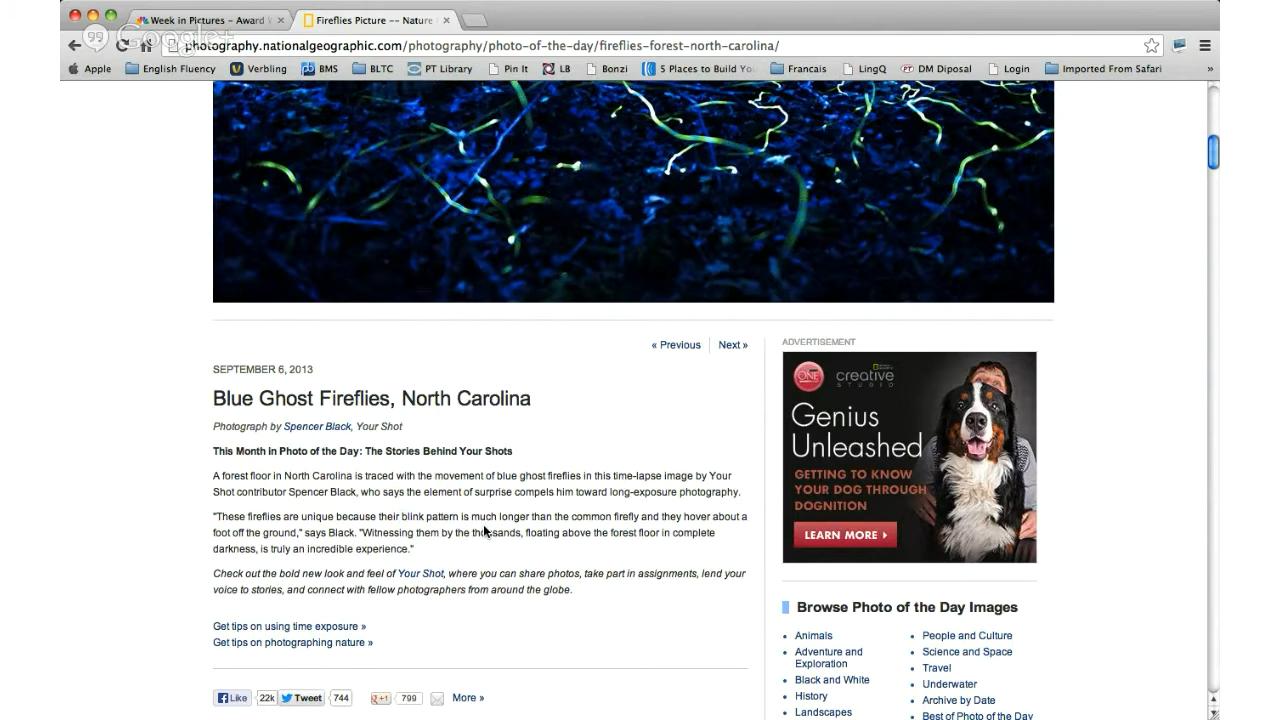 Week in Pictures – Award
Fireflies Picture -- Nature
Google+
photography.nationalgeographic.com/photography/photo-of-the-day/fireflies-forest-north-carolina/
Apple English Fluency Verbling BMS BLTC PT Library Pin It LB Bonzi 5 Places to Build Yo Francais LingQ DM Diposal Login Imported From Safari »
« Previous Next »
ADVERTISEMENT
SEPTEMBER 6, 2013
Blue Ghost Fireflies, North Carolina
Photograph by Spencer Black, Your Shot
This Month in Photo of the Day: The Stories Behind Your Shots
A forest floor in North Carolina is traced with the movement of blue ghost fireflies in this time-lapse image by Your
Shot contributor Spencer Black, who says the element of surprise compels him toward long-exposure photography.
"These fireflies are unique because their blink pattern is much longer than the common firefly and they hover about a
foot off the ground," says Black. "Witnessing them by the thousands, floating above the forest floor in complete
darkness, is truly an incredible experience."
Check out the bold new look and feel of Your Shot, where you can share photos, take part in assignments, lend your
voice to stories, and connect with fellow photographers from around the globe.
Get tips on using time exposure »
Get tips on photographing nature »
Like 22k Tweet 744 +1 799 More »
ONE
creative
STUDIO
Genius
Unleashed
GETTING TO KNOW
YOUR DOG THROUGH
DOGNITION
LEARN MORE
Browse Photo of the Day Images
Animals
Adventure and
Exploration
Black and White
History
Landscapes
People and Culture
Science and Space
Travel
Underwater
Archive by Date
Best of Photo of the Day